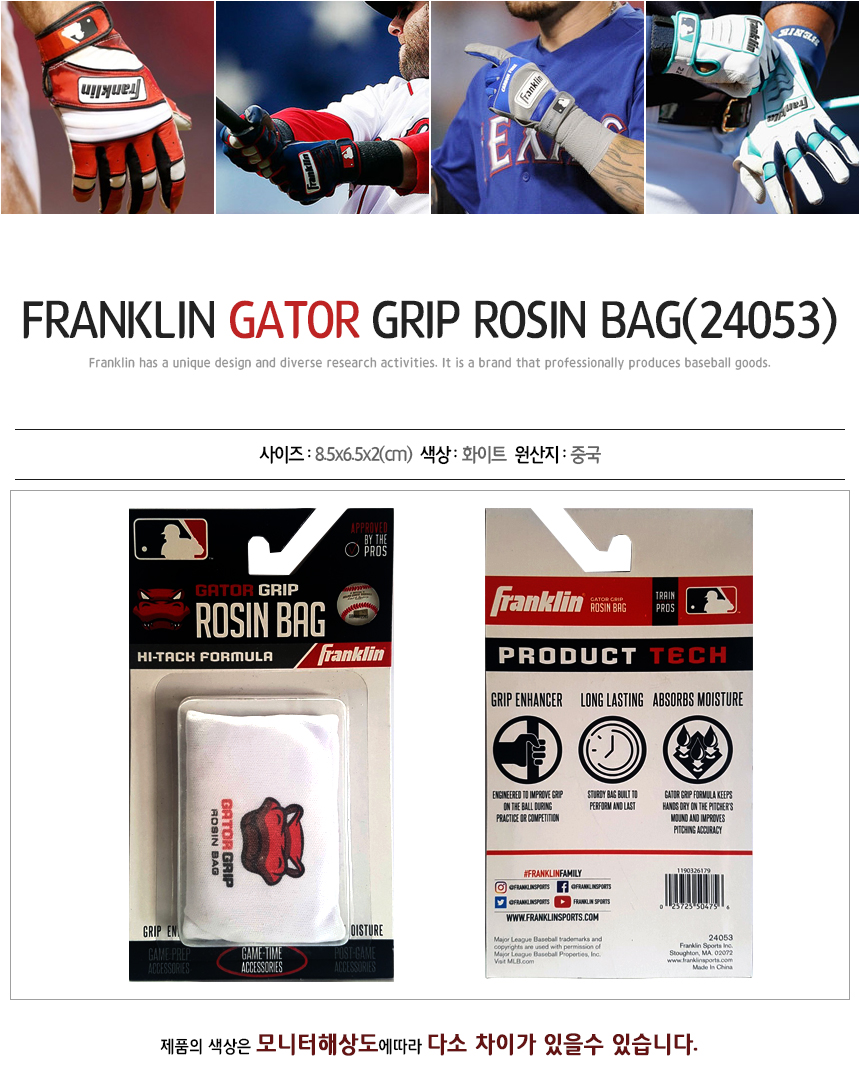 Franklin
Franklin
Franklin
TEXAS
Franklin
Franklin
FRANKLIN GATOR GRIP ROSIN BAG(24053)
Franklin has a unique design and diverse research activities. It is a brand that professionally produces baseball goods.
사이즈 : 8.5x6.5x2(cm) 색상 : 화이트 원산지 : 중국
APPROVED
BY THE
PROS
GATOR GRIP
ROSIN BAG
HI-TACK FORMULA
Franklin
GATOR GRIP
ROSIN BAG
GRIP EN
OISTURE
GAME-PREP
ACCESSORIES
GAME-TIME
ACCESSORIES
POST-GAME
ACCESSORIES
Franklin
GATOR GRIP
ROSIN BAG
TRAIN
PROS
PRODUCT TECH
GRIP ENHANCER
ENGINEERED TO IMPROVE GRIP
ON THE BALL DURING
PRACTICE OR COMPETITION
LONG LASTING
STURDY BAG BUILT TO
PERFORM AND LAST
ABSORBS MOISTURE
GATOR GRIP FORMULA KEEPS
HANDS DRY ON THE PITCHER'S
MOUND AND IMPROVES
PITCHING ACCURACY
#FRANKLINFAMILY
@FRANKLINSPORTS @FRANKLINSPORTS
@FRANKLINSPORTS FRANKLIN SPORTS
WWW.FRANKLINSPORTS.COM
Major League Baseball trademarks and
copyrights are used with permission of
Major League Baseball Properties, Inc.
Visit MLB.com
1190326179
0 25725 50475 6
24053
Franklin Sports Inc.
Stoughton, MA. 02072
www.franklinsports.com
Made In China
제품의 색상은 모니터해상도에따라 다소 차이가 있을수 있습니다.